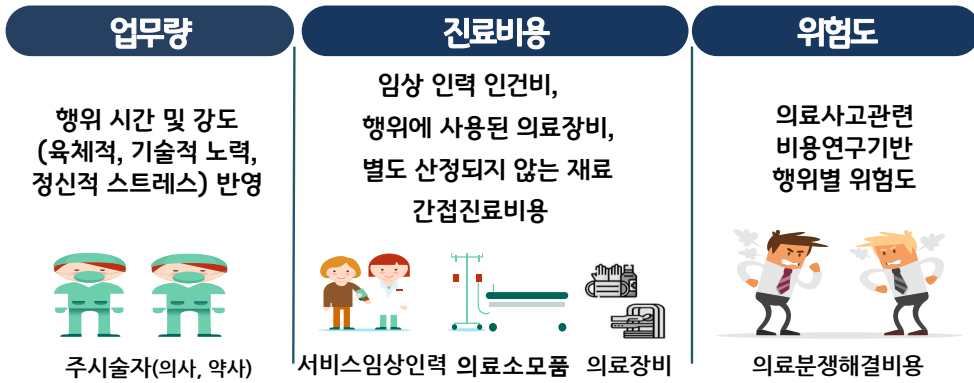 업무량
행위 시간 및 강도
(육체적, 기술적 노력,
정신적 스트레스) 반영
주시술자(의사, 약사)
진료비용
임상 인력 인건비,
행위에 사용된 의료장비,
별도 산정되지 않는 재료
간접진료비용
서비스임상인력 의료소모품 의료장비
위험도
의료사고관련
비용연구기반
행위별 위험도
의료분쟁해결비용